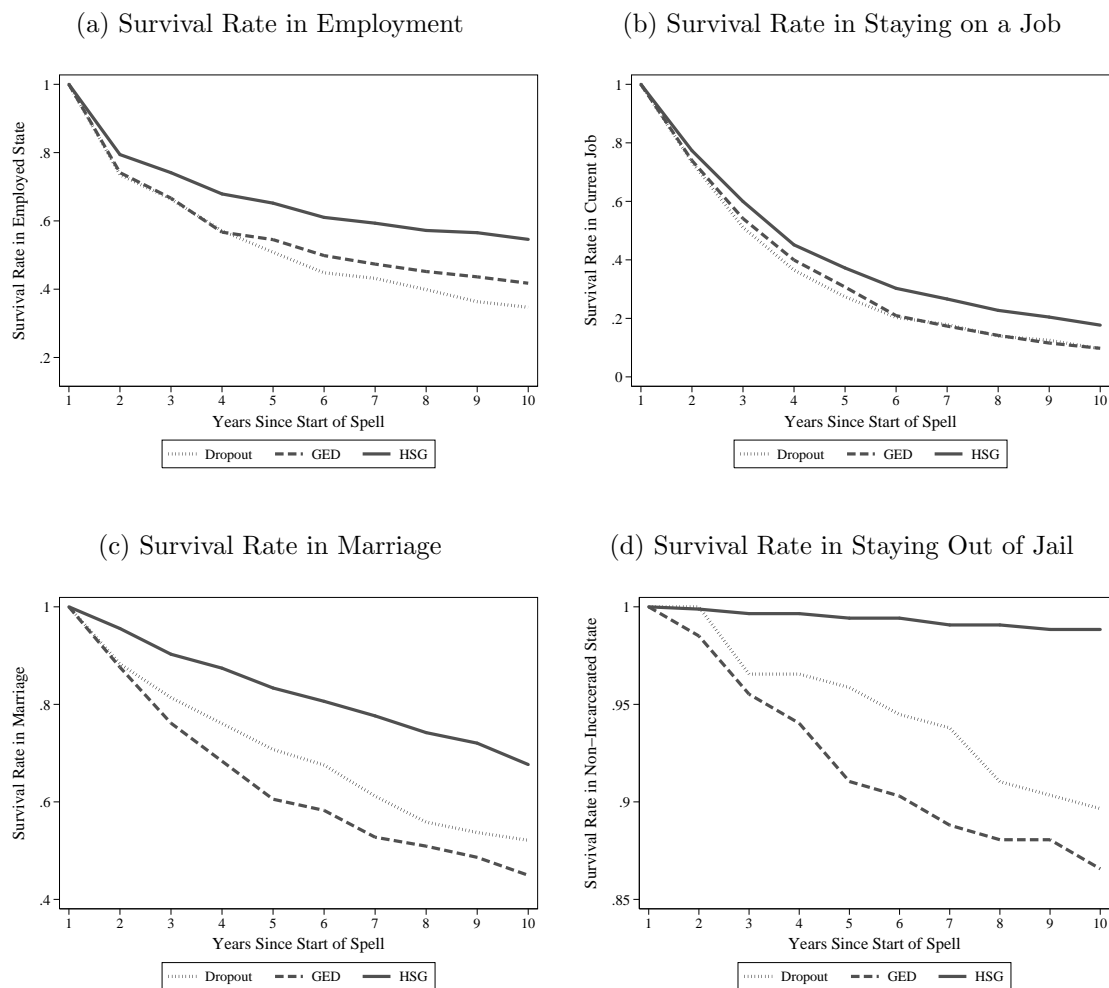 (a) Survival Rate in Employment
Survival Rate in Employed State
1
.8
.6
.4
.2
1 2 3 4 5 6 7 8 9 10
Years Since Start of Spell
Dropout GED HSG
(b) Survival Rate in Staying on a Job
Survival Rate in Current Job
1
.8
.6
.4
.2
0
1 2 3 4 5 6 7 8 9 10
Years Since Start of Spell
Dropout GED HSG
(c) Survival Rate in Marriage
Survival Rate in Marriage
1
.8
.6
.4
1 2 3 4 5 6 7 8 9 10
Years Since Start of Spell
Dropout GED HSG
(d) Survival Rate in Staying Out of Jail
Survival Rate in Non−Incarcerated State
1
.95
.9
.85
1 2 3 4 5 6 7 8 9 10
Years Since Start of Spell
Dropout GED HSG